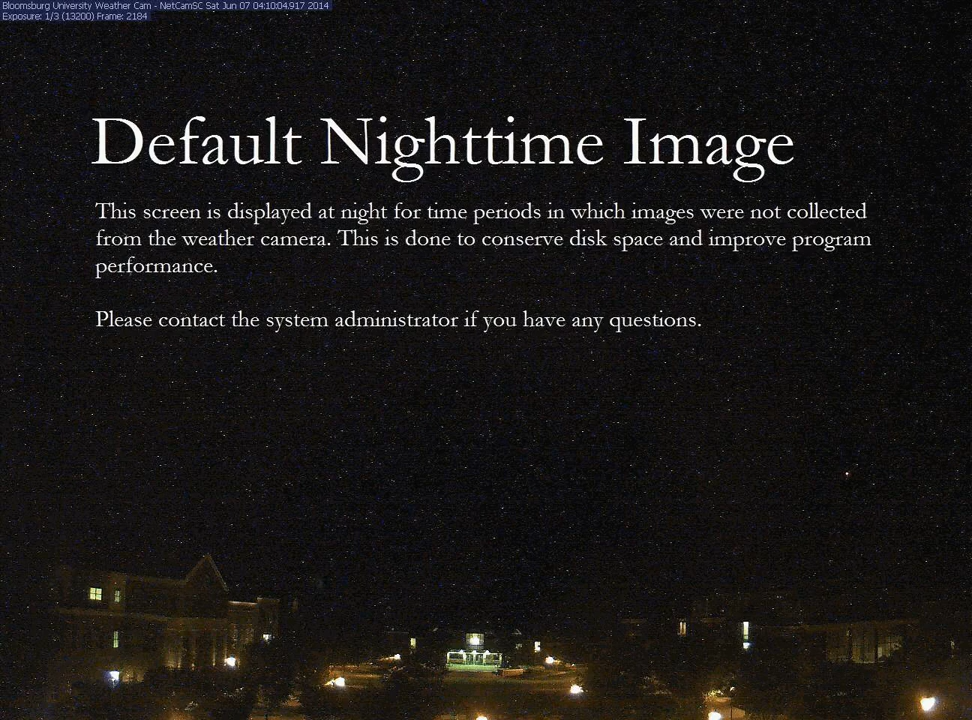 Bloomsburg University Weather Cam - NetCamSC Sat Jun 07 04:10:04.917 2014
Exposure: 1/3 (13200) Frame: 2184
Default Nighttime Image
This screen is displayed at night for time periods in which images were not collected
from the weather camera. This is done to conserve disk space and improve program
performance.
Please contact the system administrator if you have any questions.